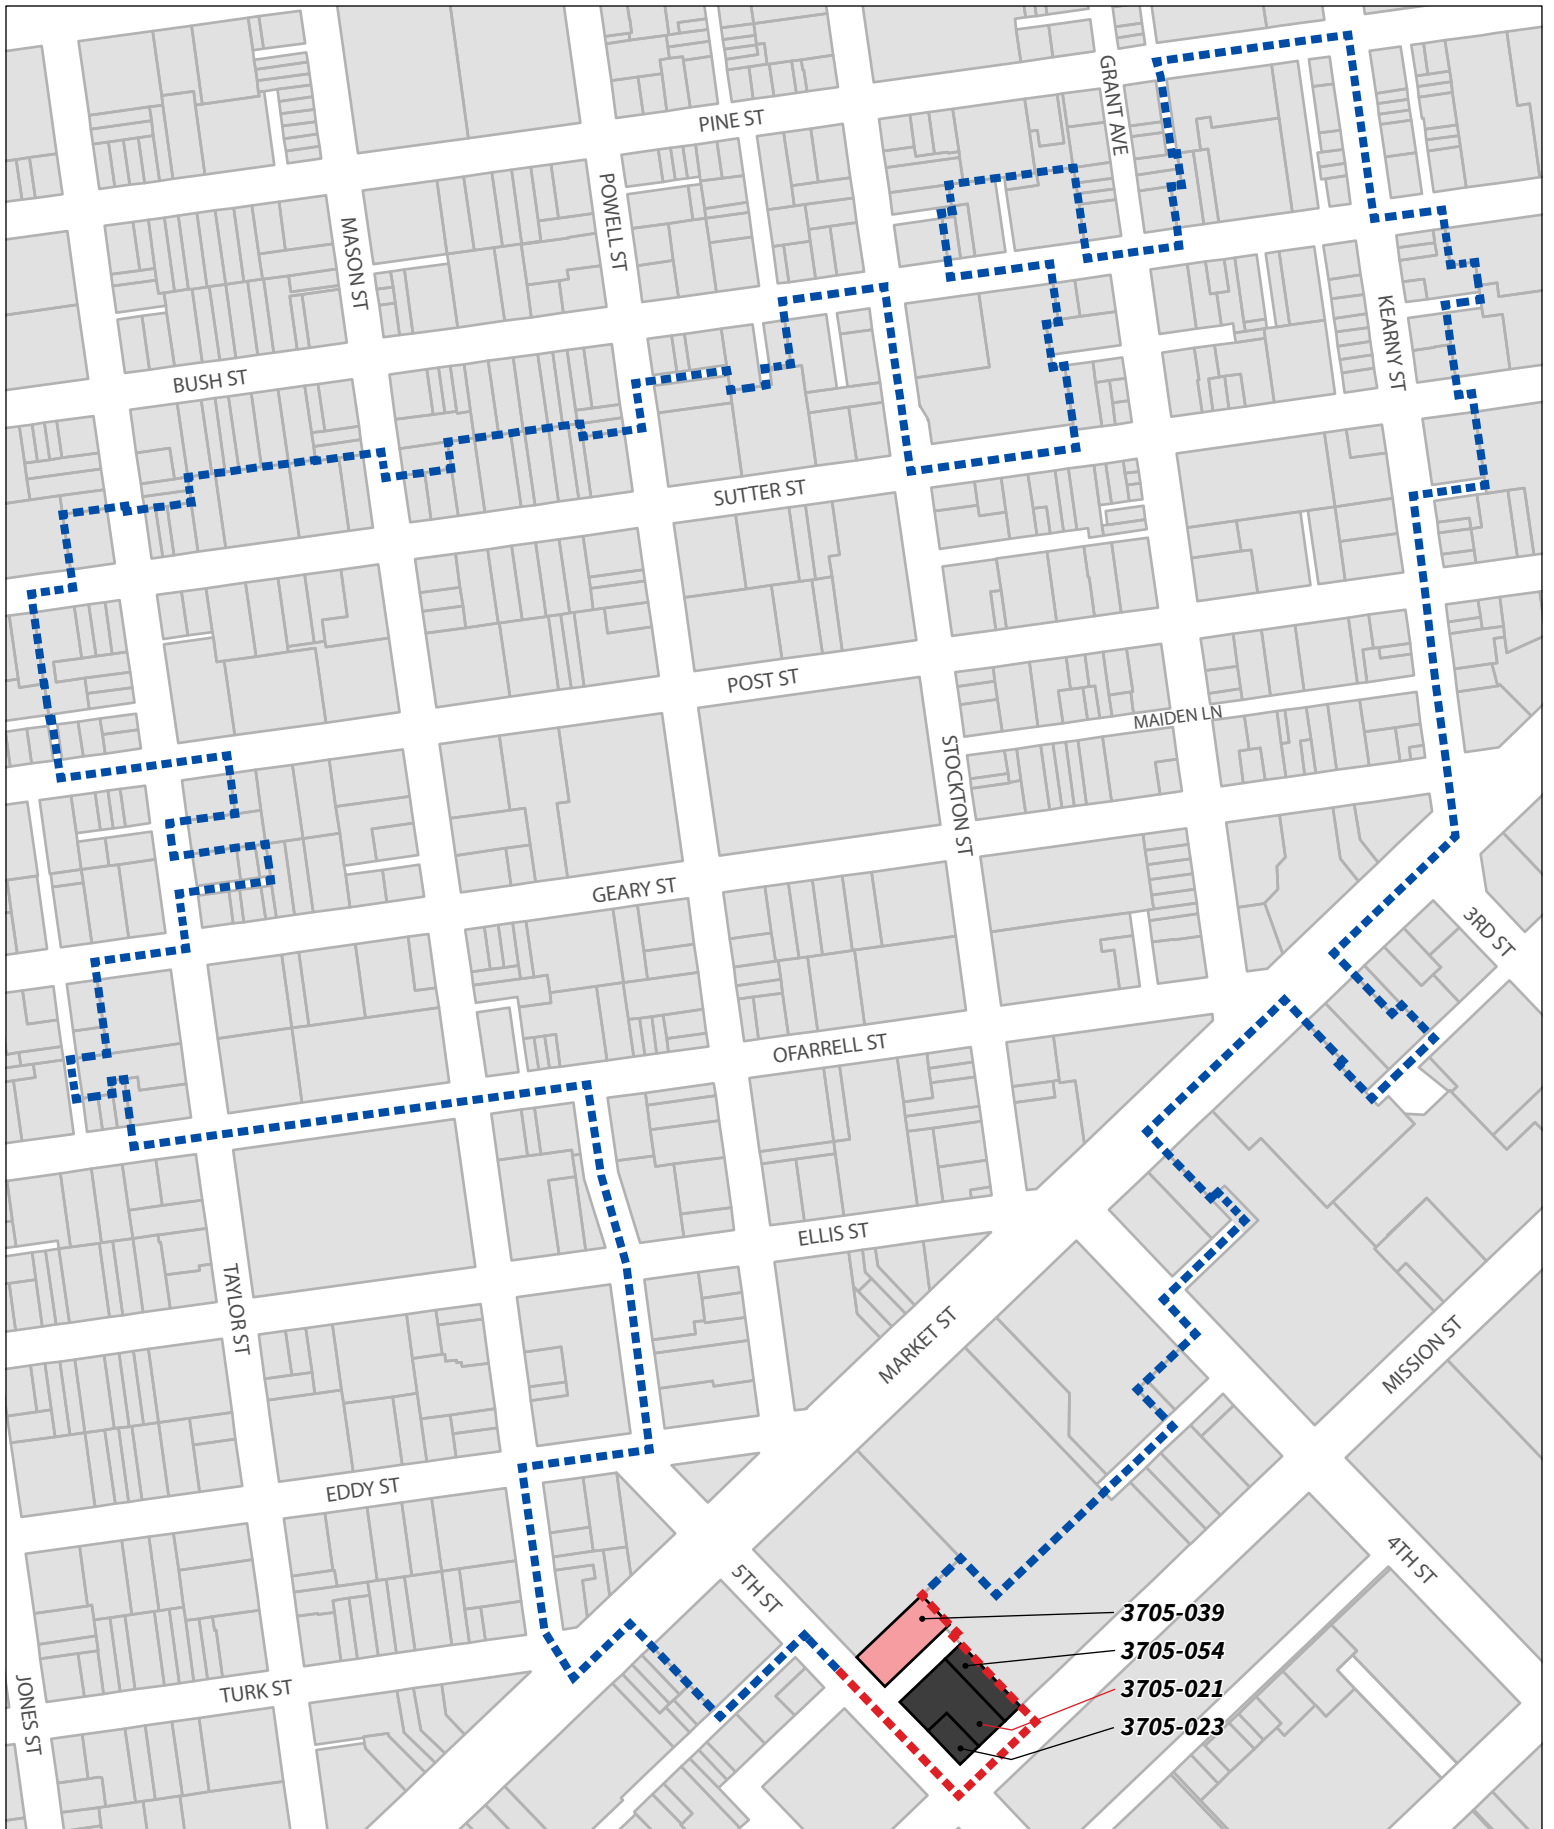 GRANT AVE
PINE ST
POWELL ST
MASON ST
KEARNY ST
BUSH ST
SUTTER ST
POST ST
MAIDEN LN
STOCKTON ST
GEARY ST
3RD ST
OFARRELL ST
ELLIS ST
TAYLOR ST
MARKET ST
MISSION ST
EDDY ST
4TH ST
5TH ST
3705-039
3705-054
3705-021
3705-023
TURK ST
JONES ST